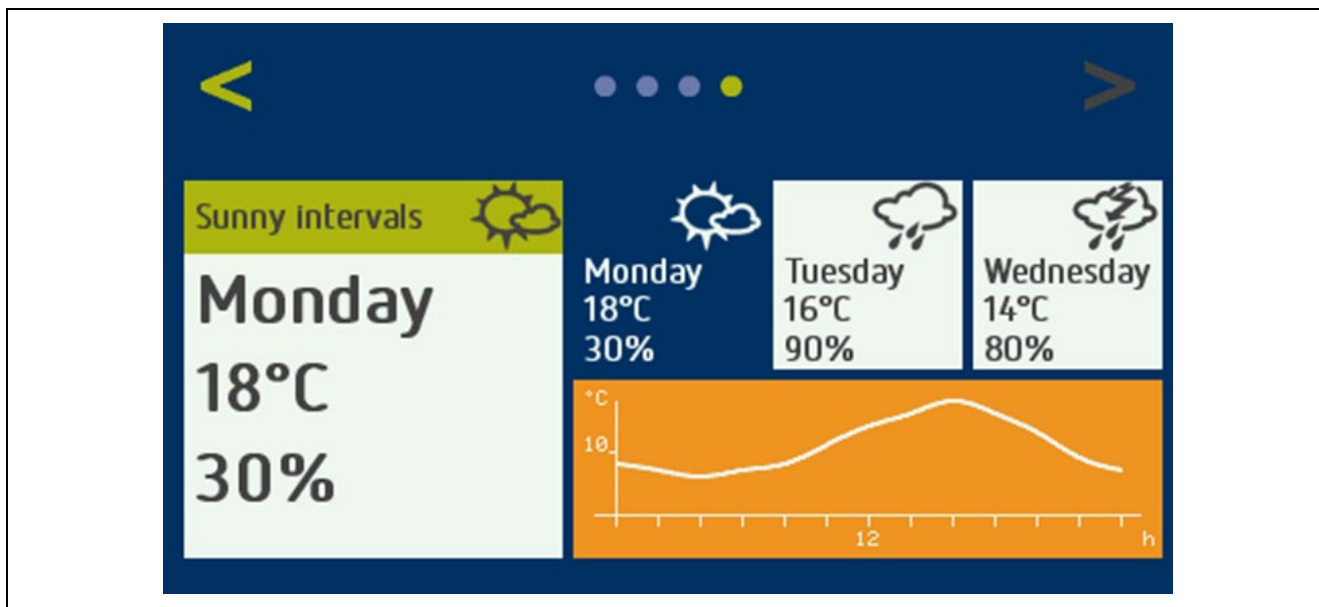 < >
Sunny intervals
Monday
18°C
30%
Monday
18°C
30%
Tuesday
16°C
90%
Wednesday
14°C
80%
°C
10
12
h